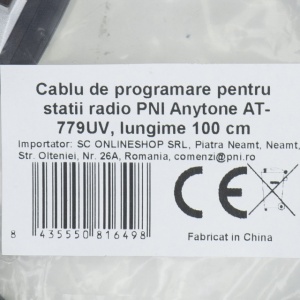 Cablu de programare pentru
statii radio PNI Anytone AT-
779UV, lungime 100 cm
Importator: SC ONLINESHOP SRL, Piatra Neamt, Neamt,
Str. Olteniei, Nr. 26A, Romania, comenzi@pni.ro
CE
8 435550 816498
Fabricat in China